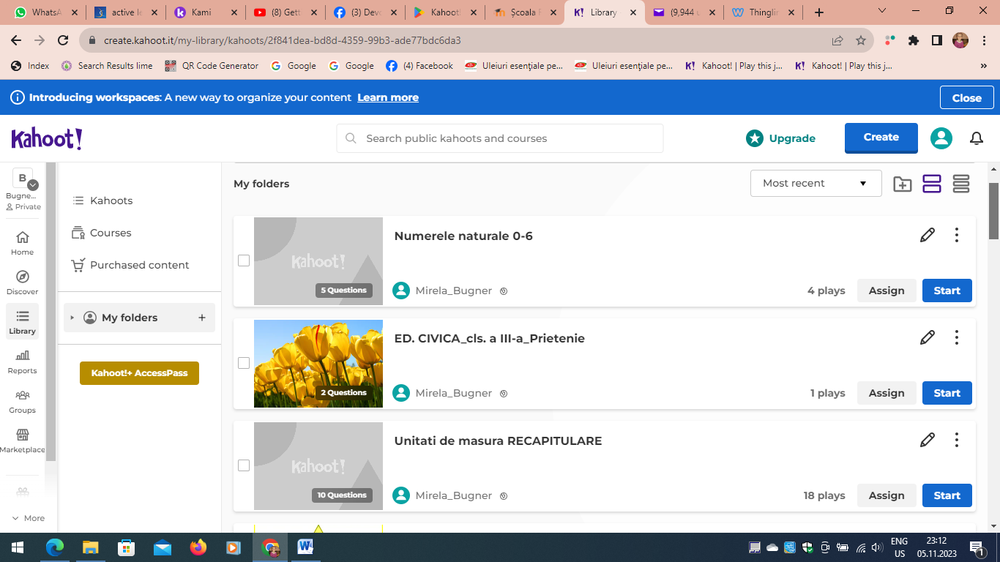 WhatsA
active le
Kami
(8) Gett
(3) Devo
Kahoot!
Școala P
K! Library
(9,944 u
Thinglin
create.kahoot.it/my-library/kahoots/2f841dea-bd8d-4359-99b3-ade77bdc6da3
Index
Search Results lime
QR Code Generator
Google
Google
(4) Facebook
Uleiuri esenţiale pe...
Uleiuri esenţiale pe...
K! Kahoot! | Play this j...
K! Kahoot! | Play this j...
»
Introducing workspaces: A new way to organize your content Learn more
Close
Kahoot!
Search public kahoots and courses
Upgrade
Create
B
Bugne...
Private
Home
Discover
Library
Reports
Groups
Marketplace
More
Kahoots
Courses
Purchased content
My folders +
Kahoot!+ AccessPass
My folders
Most recent
Kahoot!
5 Questions
Numerele naturale 0-6
Mirela_Bugner
4 plays
Assign
Start
2 Questions
ED. CIVICA_cls. a III-a_Prietenie
Mirela_Bugner
1 plays
Assign
Start
Kahoot!
10 Questions
Unitati de masura RECAPITULARE
Mirela_Bugner
18 plays
Assign
Start
ENG
US
23:12
05.11.2023
1